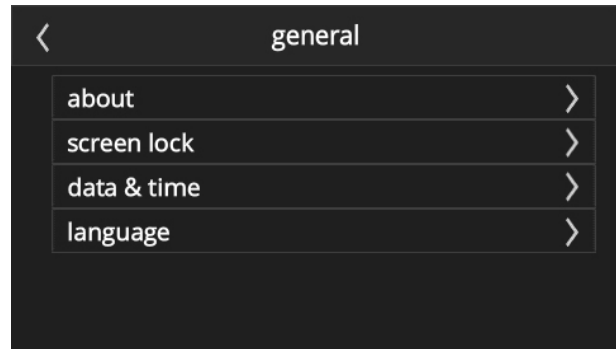 general
about
screen lock
data & time
language